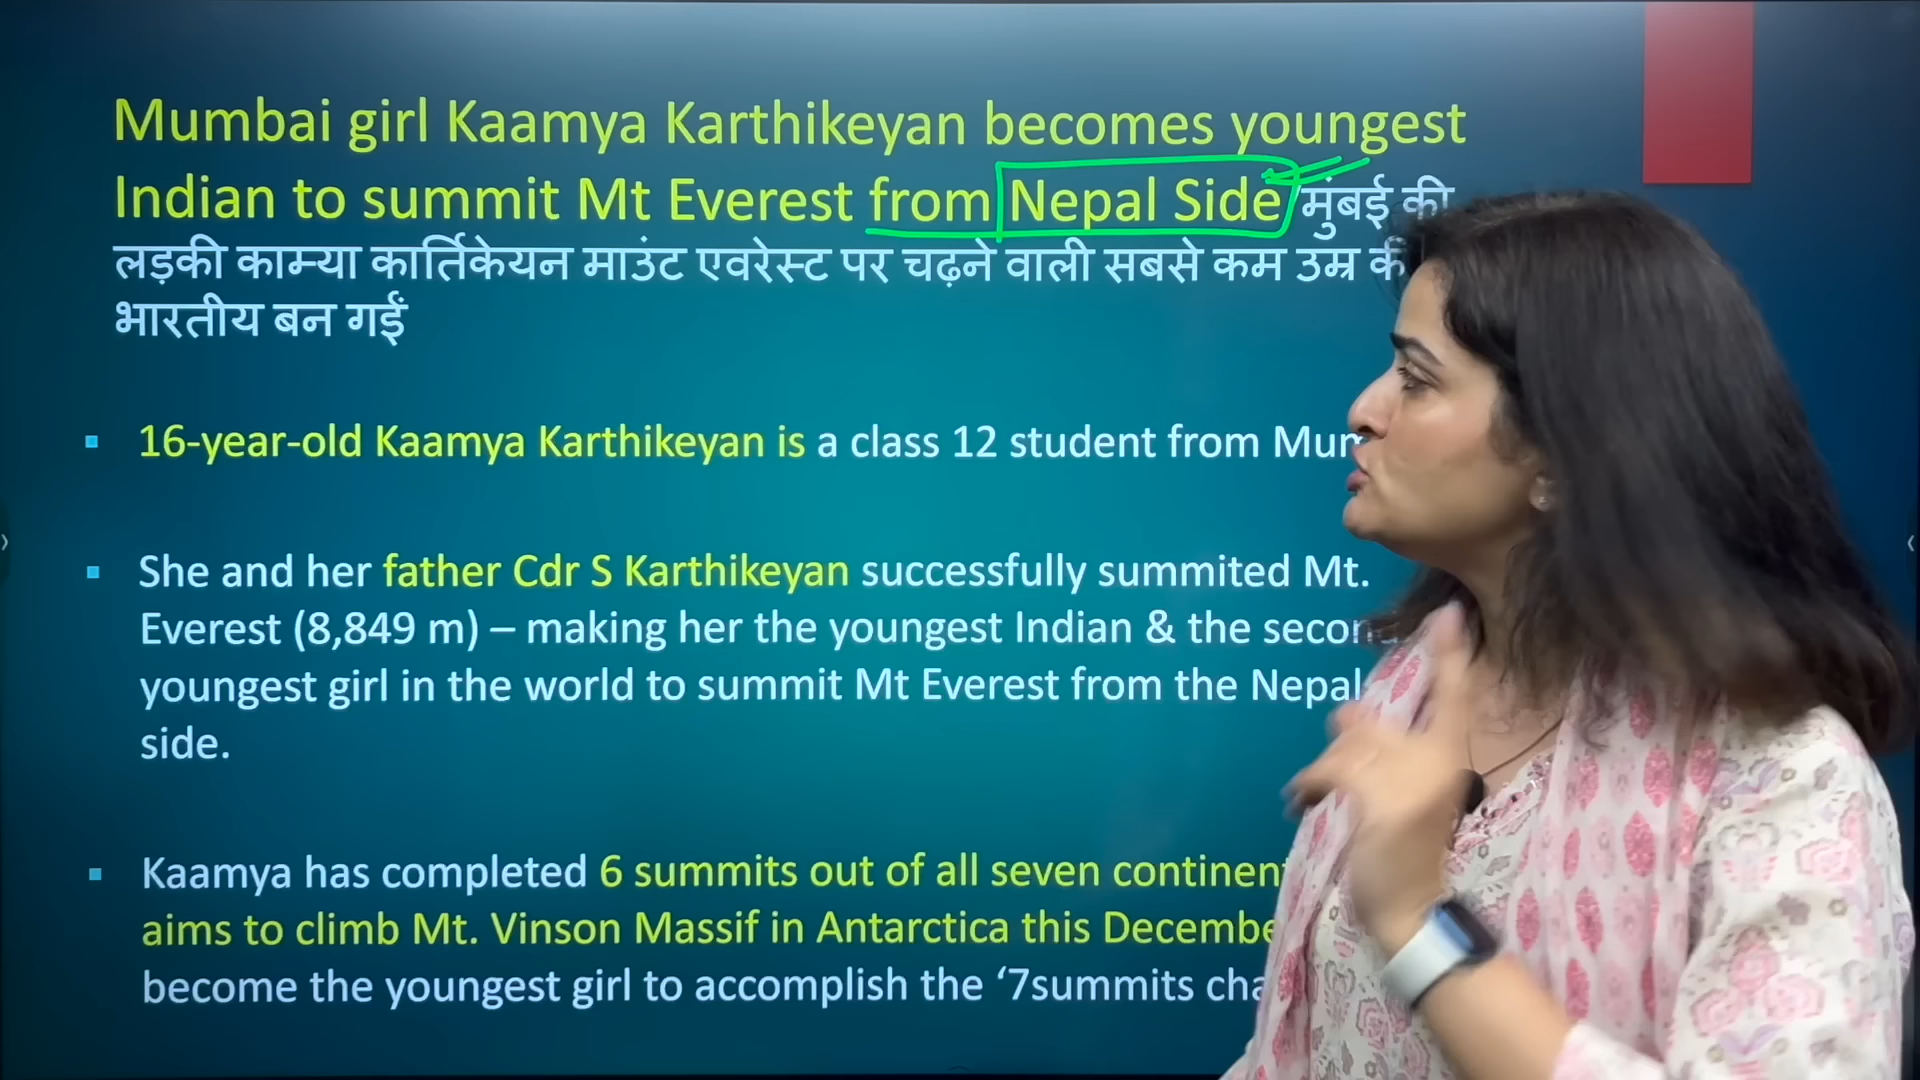 Mumbai girl Kaamya Karthikeyan becomes youngest
Indian to summit Mt Everest from Nepal Side मुंबई की
लड़की काम्या कार्तिकेयन माउंट एवरेस्ट पर चढ़ने वाली सबसे कम उम्र की
भारतीय बन गईं
16-year-old Kaamya Karthikeyan is a class 12 student from
She and her father Cdr S Karthikeyan successfully summited Mt.
Everest (8,849 m) – making her the youngest Indian & the second
youngest girl in the world to summit Mt Everest from the Nepal
side.
Kaamya has completed 6 summits out of all seven
aims to climb Mt. Vinson Massif in Antarctica this
become the youngest girl to accomplish the ‘7summits